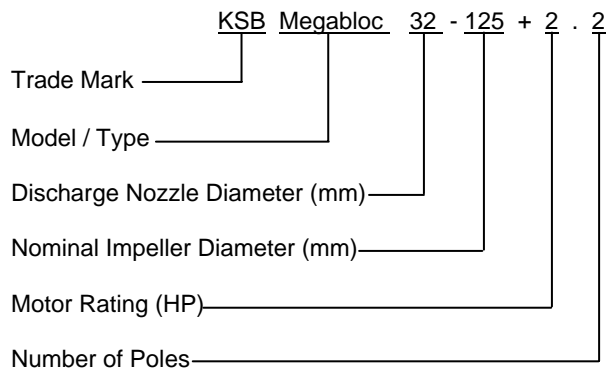 KSB Megabloc 32 - 125 + 2 . 2
Trade Mark
Model / Type
Discharge Nozzle Diameter (mm)
Nominal Impeller Diameter (mm)
Motor Rating (HP)
Number of Poles